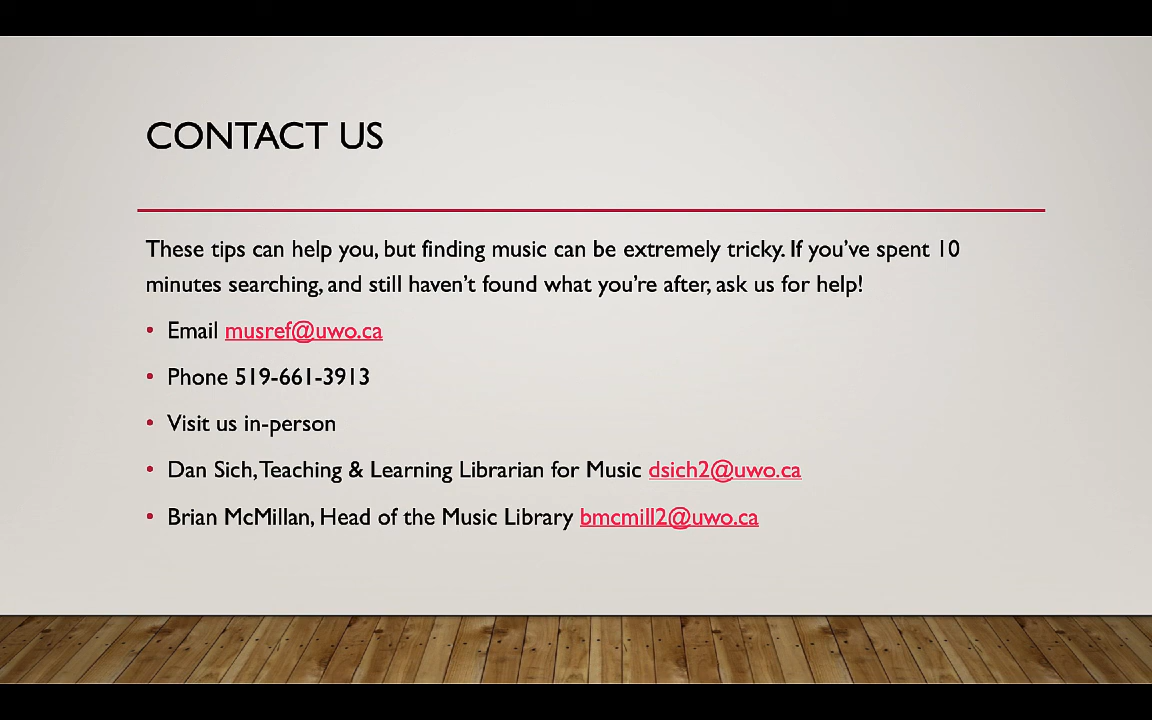 CONTACT US
These tips can help you, but finding music can be extremely tricky. If you’ve spent 10
minutes searching, and still haven’t found what you’re after, ask us for help!
• Email musref@uwo.ca
• Phone 519-661-3913
• Visit us in-person
• Dan Sich, Teaching & Learning Librarian for Music dsich2@uwo.ca
• Brian McMillan, Head of the Music Library bmcmill2@uwo.ca